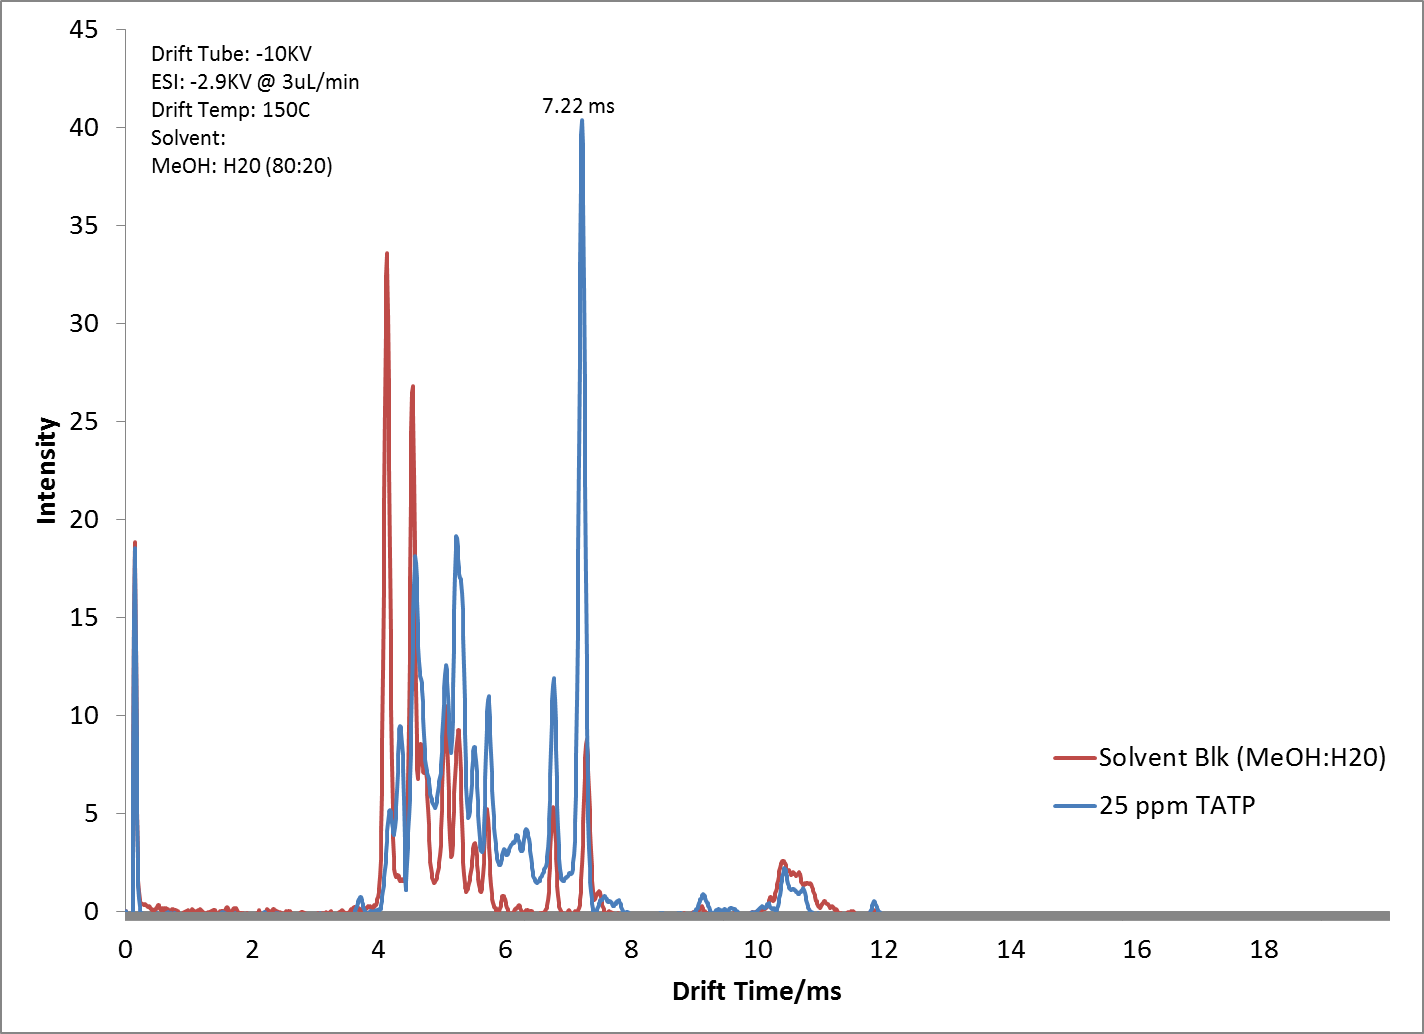 45
40
35
30
25
20
15
10
5
0
Intensity
Drift Tube: -10KV
ESI: -2.9KV @ 3uL/min
Drift Temp: 150C
Solvent:
MeOH: H20 (80:20)
7.22 ms
Solvent Blk (MeOH:H20)
25 ppm TATP
0 2 4 6 8 10 12 14 16 18
Drift Time/ms